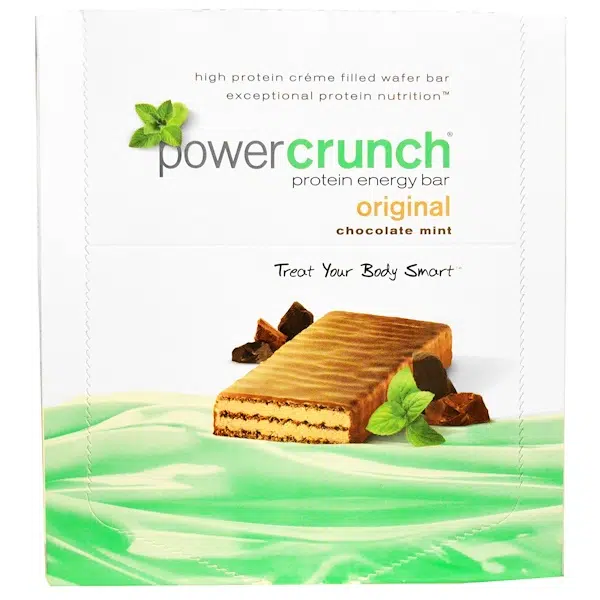 high protein créme filled wafer bar
exceptional protein nutrition™
powercrunch®
protein energy bar
original
chocolate mint
Treat Your Body Smart™